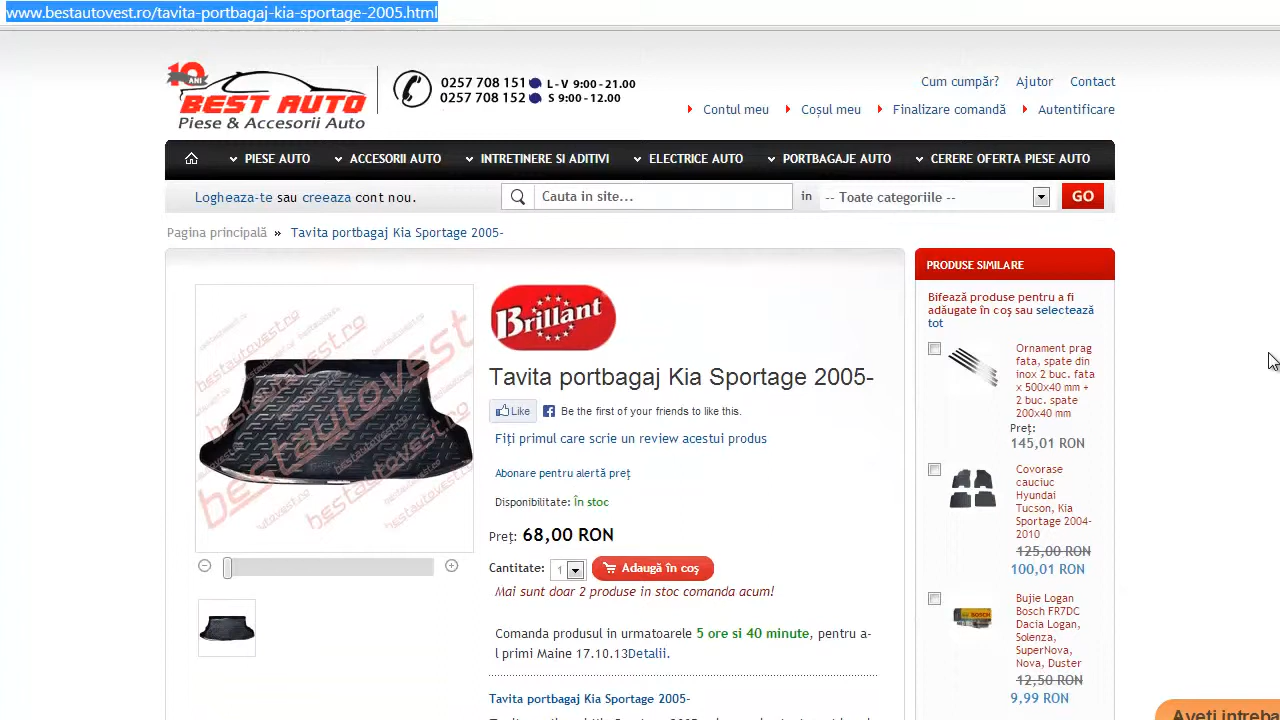 www.bestautovest.ro/tavita-portbagaj-kia-sportage-2005.html
10 ANI
BEST AUTO
Piese & Accesorii Auto
0257 708 151 L - V 9:00 - 21.00
0257 708 152 S 9:00 - 12.00
Cum cumpăr? Ajutor Contact
Contul meu Coşul meu Finalizare comandă Autentificare
PIESE AUTO ACCESORII AUTO INTRETINERE SI ADITIVI ELECTRICE AUTO PORTBAGAJE AUTO CERERE OFERTA PIESE AUTO
Logheaza-te sau creeaza cont nou.
Cauta in site... in -- Toate categoriile -- GO
Pagina principală » Tavita portbagaj Kia Sportage 2005-
bestautovest.ro
Brillant
Tavita portbagaj Kia Sportage 2005-
Like Be the first of your friends to like this.
Fiţi primul care scrie un review acestui produs
Abonare pentru alertă preţ
Disponibilitate: În stoc
Preţ: 68,00 RON
Cantitate: 1 Adaugă în coş
Mai sunt doar 2 produse in stoc comanda acum!
Comanda produsul in urmatoarele 5 ore si 40 minute, pentru a-
l primi Maine 17.10.13Detalii.
Tavita portbagaj Kia Sportage 2005-
PRODUSE SIMILARE
Bifează produse pentru a fi
adăugate în coş sau selectează
tot
Ornament prag
fata, spate din
inox 2 buc. fata
x 500x40 mm +
2 buc. spate
200x40 mm
Preţ:
145,01 RON
Covorase
cauciuc
Hyundai
Tucson, Kia
Sportage 2004-
2010
125,00 RON
100,01 RON
Bujie Logan
Bosch FR7DC
Dacia Logan,
Solenza,
SuperNova,
Nova, Duster
12,50 RON
9,99 RON
Aveti intreba